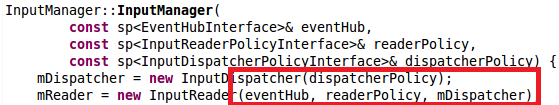 InputManager::InputManager(
const sp<EventHubInterface>& eventHub,
const sp<InputReaderPolicyInterface>& readerPolicy,
const sp<InputDispatcherPolicyInterface>& dispatcherPolicy) {
mDispatcher = new InputDispatcher(dispatcherPolicy);
mReader = new InputReader(eventHub, readerPolicy, mDispatcher)